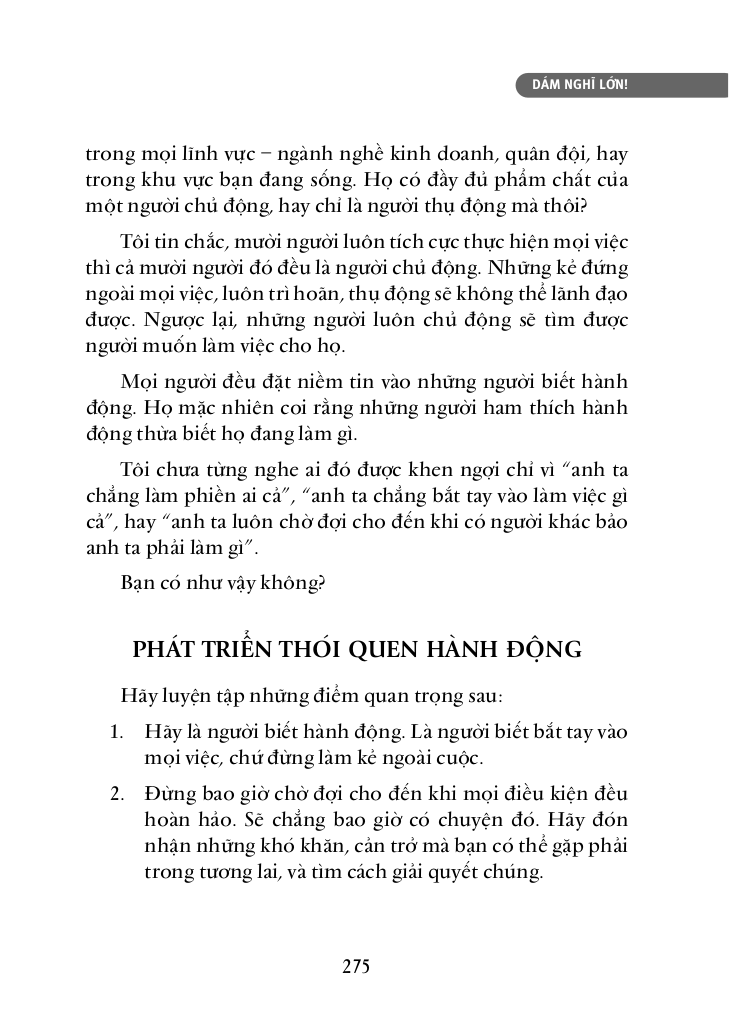 DÁM NGHĨ LỚN!
trong mọi lĩnh vực – ngành nghề kinh doanh, quân đội, hay
trong khu vực bạn đang sống. Họ có đầy đủ phẩm chất của
một người chủ động, hay chỉ là người thụ động mà thôi?
Tôi tin chắc, mười người luôn tích cực thực hiện mọi việc
thì cả mười người đó đều là người chủ động. Những kẻ đứng
ngoài mọi việc, luôn trì hoãn, thụ động sẽ không thể lãnh đạo
được. Ngược lại, những người luôn chủ động sẽ tìm được
người muốn làm việc cho họ.
Mọi người đều đặt niềm tin vào những người biết hành
động. Họ mặc nhiên coi rằng những người ham thích hành
động thừa biết họ đang làm gì.
Tôi chưa từng nghe ai đó được khen ngợi chỉ vì “anh ta
chẳng làm phiền ai cả”, “anh ta chẳng bắt tay vào làm việc gì
cả”, hay “anh ta luôn chờ đợi cho đến khi có người khác bảo
anh ta phải làm gì”.
Bạn có như vậy không?
PHÁT TRIỂN THÓI QUEN HÀNH ĐỘNG
Hãy luyện tập những điểm quan trọng sau:
1. Hãy là người biết hành động. Là người biết bắt tay vào
mọi việc, chứ đừng làm kẻ ngoài cuộc.
2. Đừng bao giờ chờ đợi cho đến khi mọi điều kiện đều
hoàn hảo. Sẽ chẳng bao giờ có chuyện đó. Hãy đón
nhận những khó khăn, cản trở mà bạn có thể gặp phải
trong tương lai, và tìm cách giải quyết chúng.
275